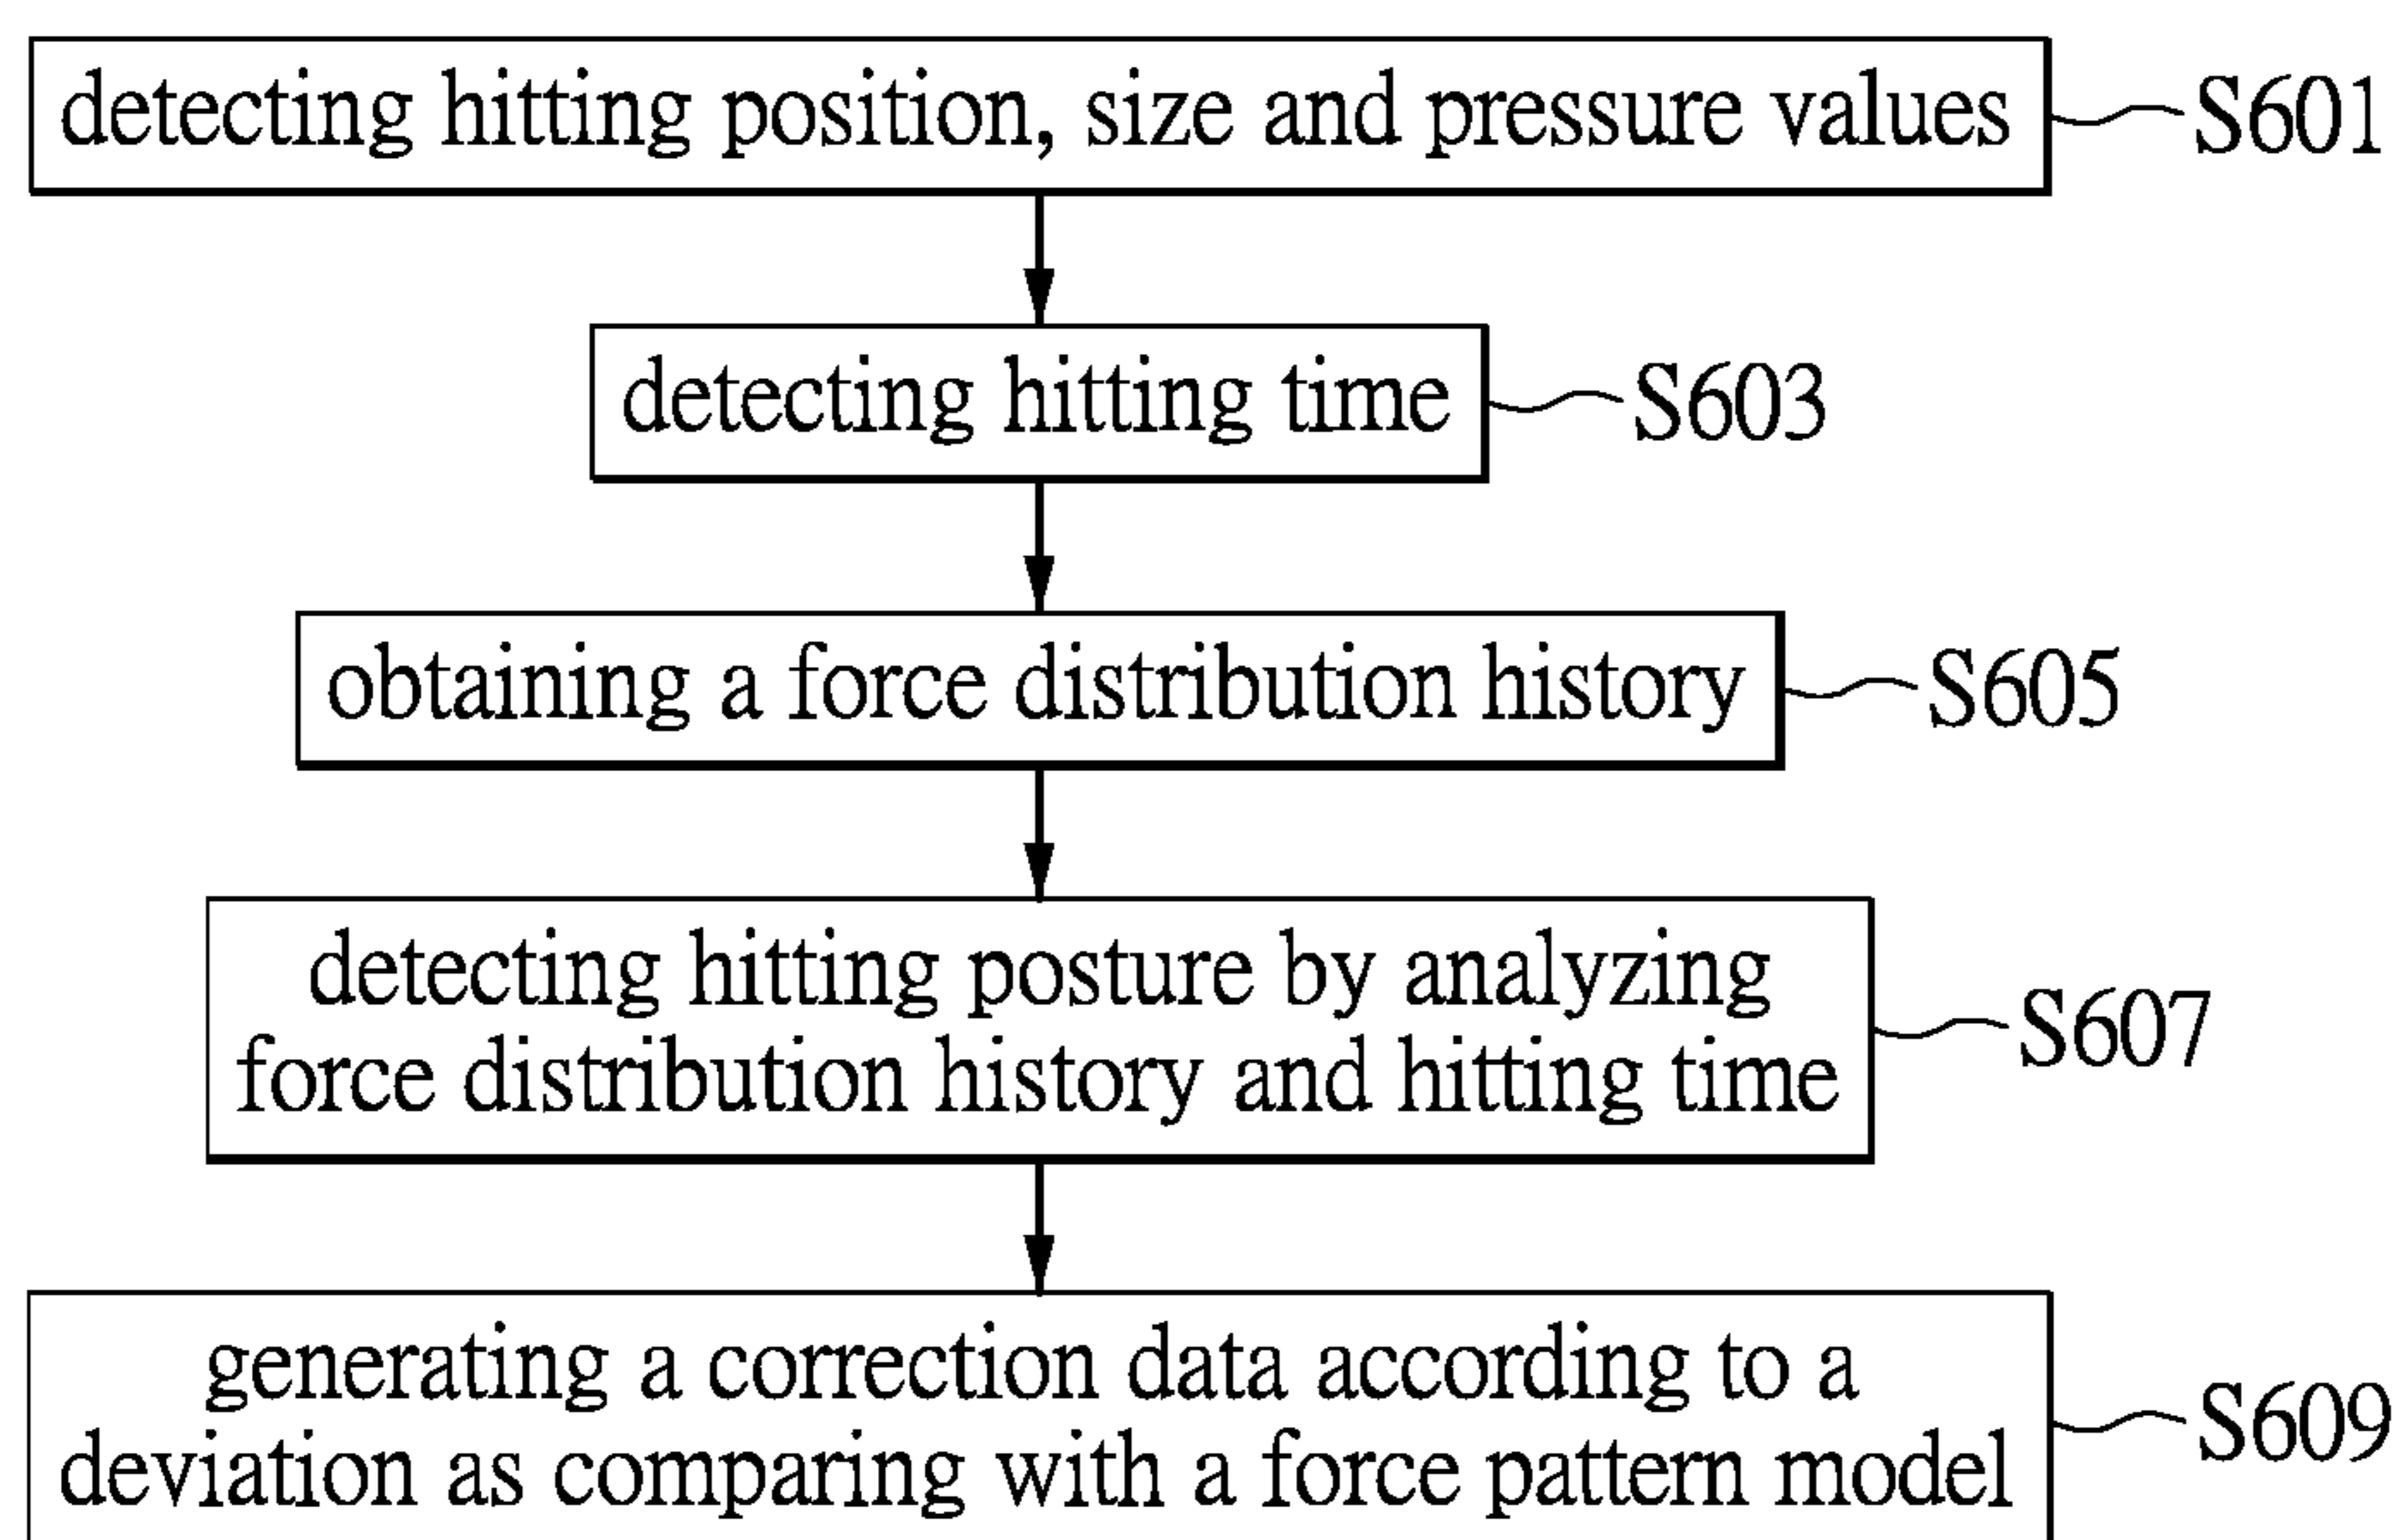 detecting hitting position, size and pressure values
S601
detecting hitting time
S603
obtaining a force distribution history
S605
detecting hitting posture by analyzing
force distribution history and hitting time
S607
generating a correction data according to a
deviation as comparing with a force pattern model
S609